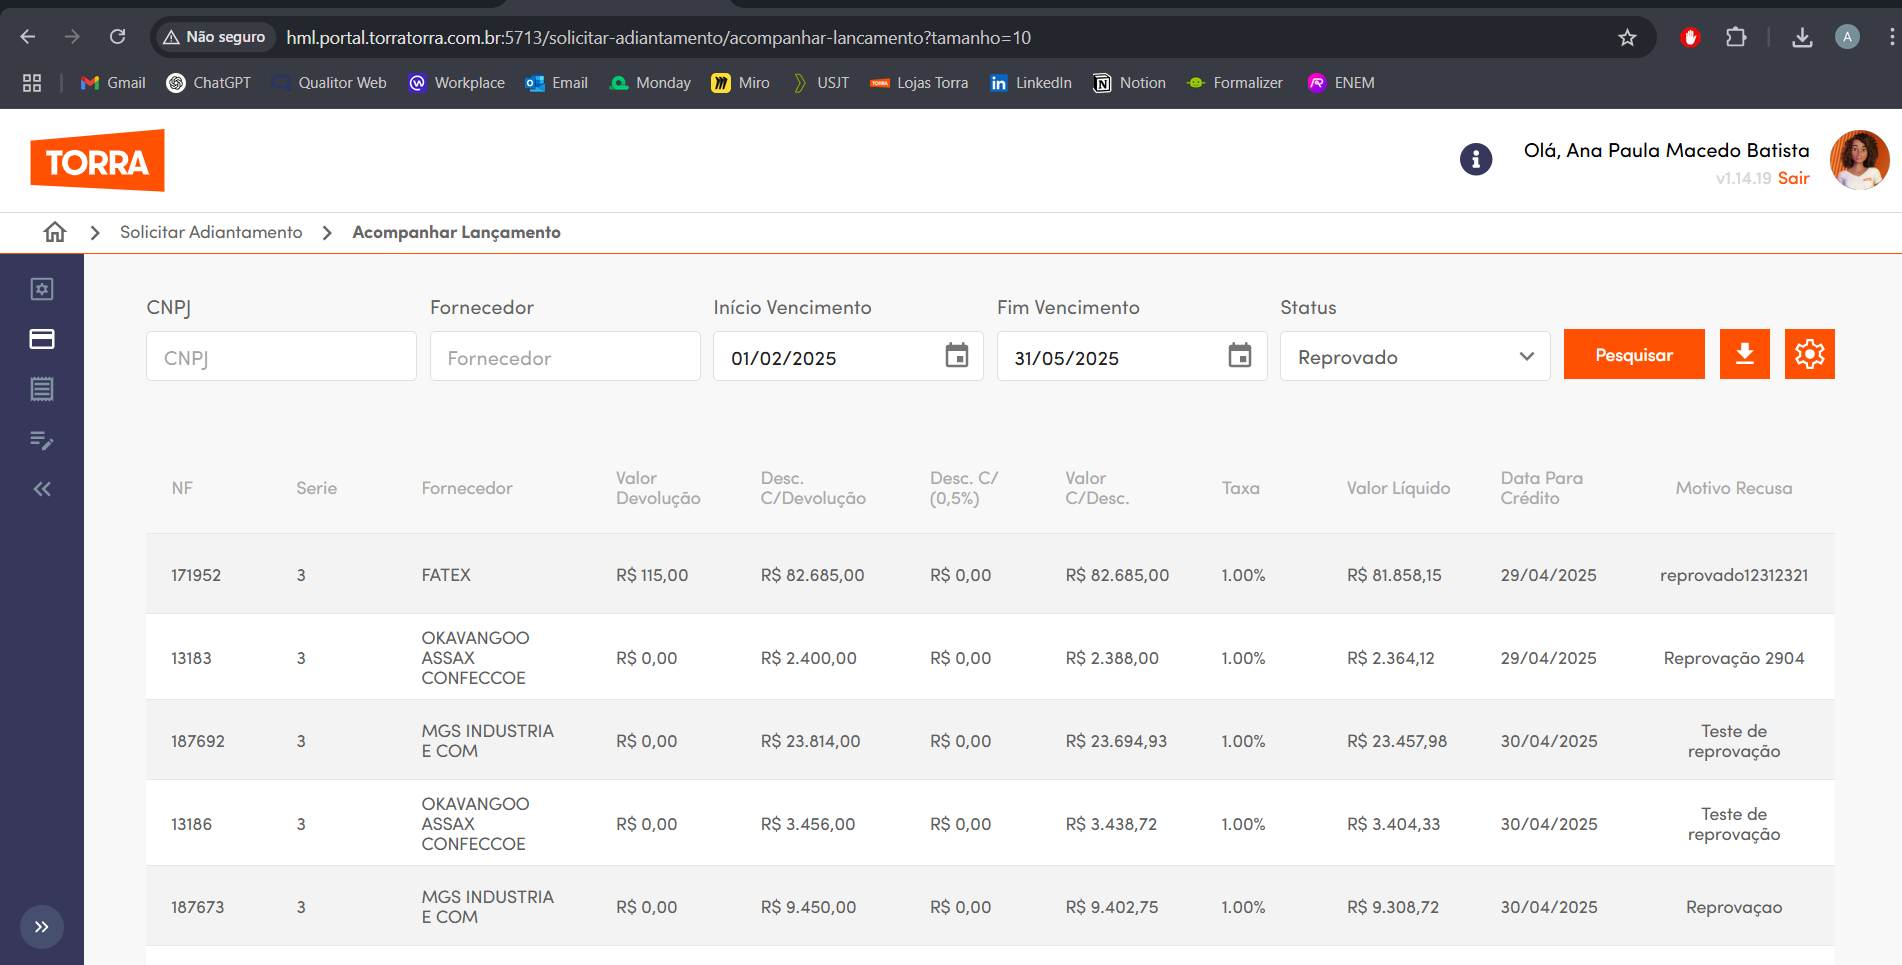 Não seguro
hml.portal.torratorra.com.br:5713/solicitar-adiantamento/acompanhar-lancamento?tamanho=10
A
Gmail ChatGPT Qualitor Web Workplace Email Monday Miro USJT Lojas Torra LinkedIn Notion Formalizer ENEM
TORRA
Olá, Ana Paula Macedo Batista
v1.14.19 Sair
Solicitar Adiantamento Acompanhar Lançamento
CNPJ Fornecedor Início Vencimento Fim Vencimento Status
CNPJ Fornecedor 01/02/2025 31/05/2025 Reprovado Pesquisar
NF Serie Fornecedor Valor Devolução Desc. C/Devolução Desc. C/ (0,5%) Valor C/Desc. Taxa Valor Líquido Data Para Crédito Motivo Recusa
171952 3 FATEX R$ 115,00 R$ 82.685,00 R$ 0,00 R$ 82.685,00 1.00% R$ 81.858,15 29/04/2025 reprovado12312321
13183 3 OKAVANGOO ASSAX CONFECCOE R$ 0,00 R$ 2.400,00 R$ 0,00 R$ 2.388,00 1.00% R$ 2.364,12 29/04/2025 Reprovação 2904
187692 3 MGS INDUSTRIA E COM R$ 0,00 R$ 23.814,00 R$ 0,00 R$ 23.694,93 1.00% R$ 23.457,98 30/04/2025 Teste de reprovação
13186 3 OKAVANGOO ASSAX CONFECCOE R$ 0,00 R$ 3.456,00 R$ 0,00 R$ 3.438,72 1.00% R$ 3.404,33 30/04/2025 Teste de reprovação
187673 3 MGS INDUSTRIA E COM R$ 0,00 R$ 9.450,00 R$ 0,00 R$ 9.402,75 1.00% R$ 9.308,72 30/04/2025 Reprovaçao